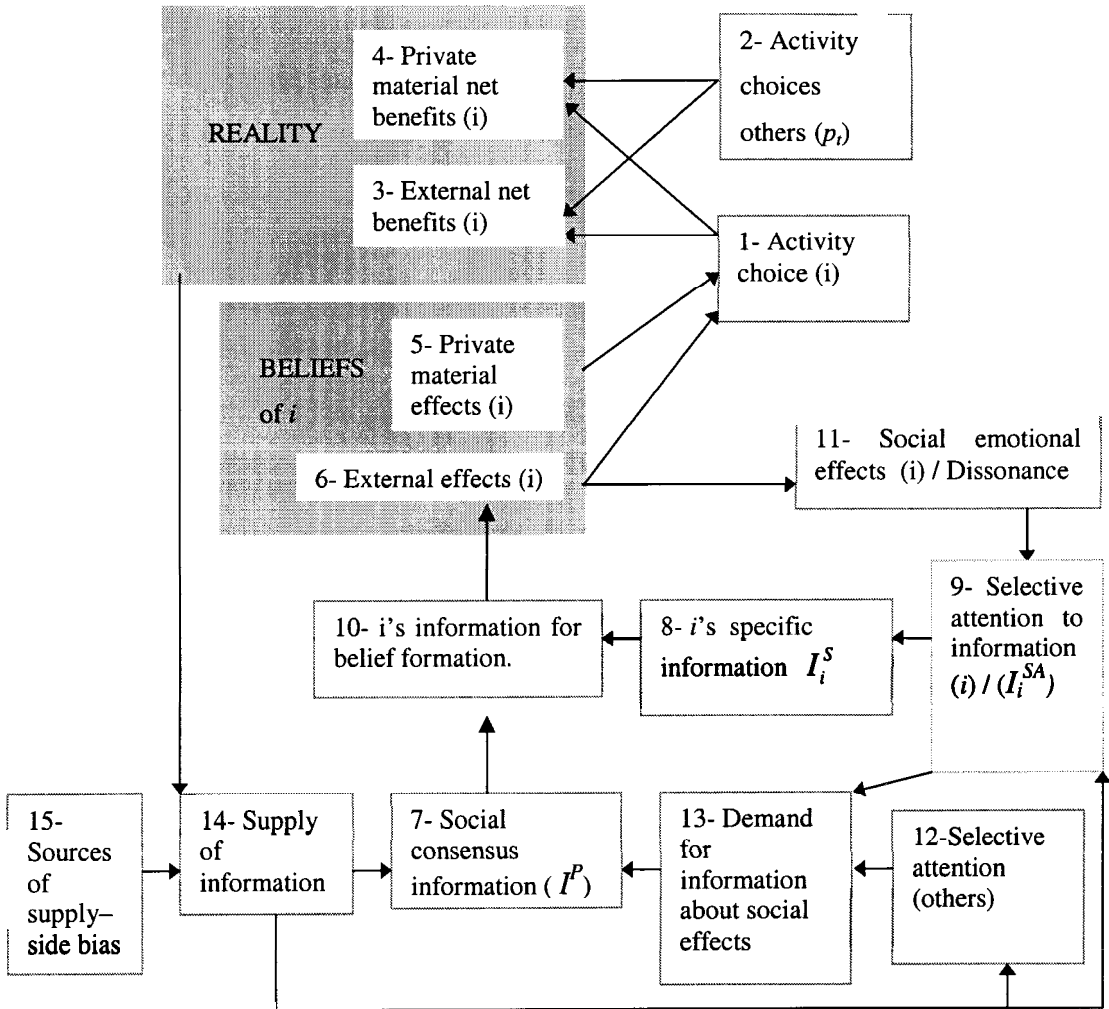 4- Private
material net
benefits (i)
2- Activity
choices
others (pₜ)
REALITY
3- External net
benefits (i)
1- Activity
choice (i)
5- Private
material
effects (i)
BELIEFS
of i
6- External effects (i)
11- Social emotional
effects (i) / Dissonance
9- Selective
attention to
information
(i) / (I_i^{SA})
10- i's information for
belief formation.
8- i's specific
information I_i^S
15-
Sources
of
supply–
side bias
14- Supply
of
information
7- Social
consensus
information ( I^P )
13- Demand
for
information
about social
effects
12-Selective
attention
(others)